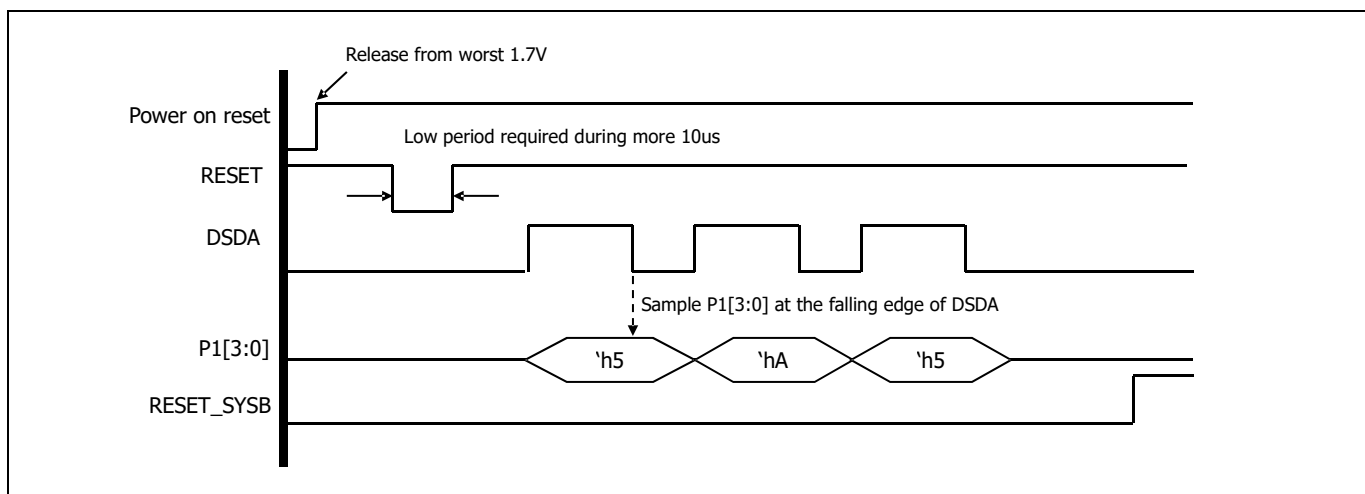 Release from worst 1.7V
Power on reset
Low period required during more 10us
RESET
DSDA
Sample P1[3:0] at the falling edge of DSDA
P1[3:0]
‘h5
‘hA
‘h5
RESET_SYSB